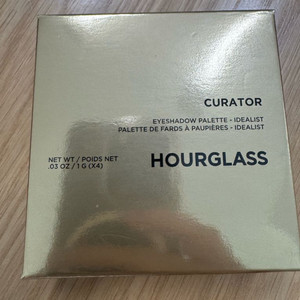 CURATOR
EYESHADOW PALETTE - IDEALIST
PALETTE DE FARDS À PAUPIÈRES - IDEALIST
NET WT / POIDS NET
.03 OZ / 1 G (X4)
HOURGLASS